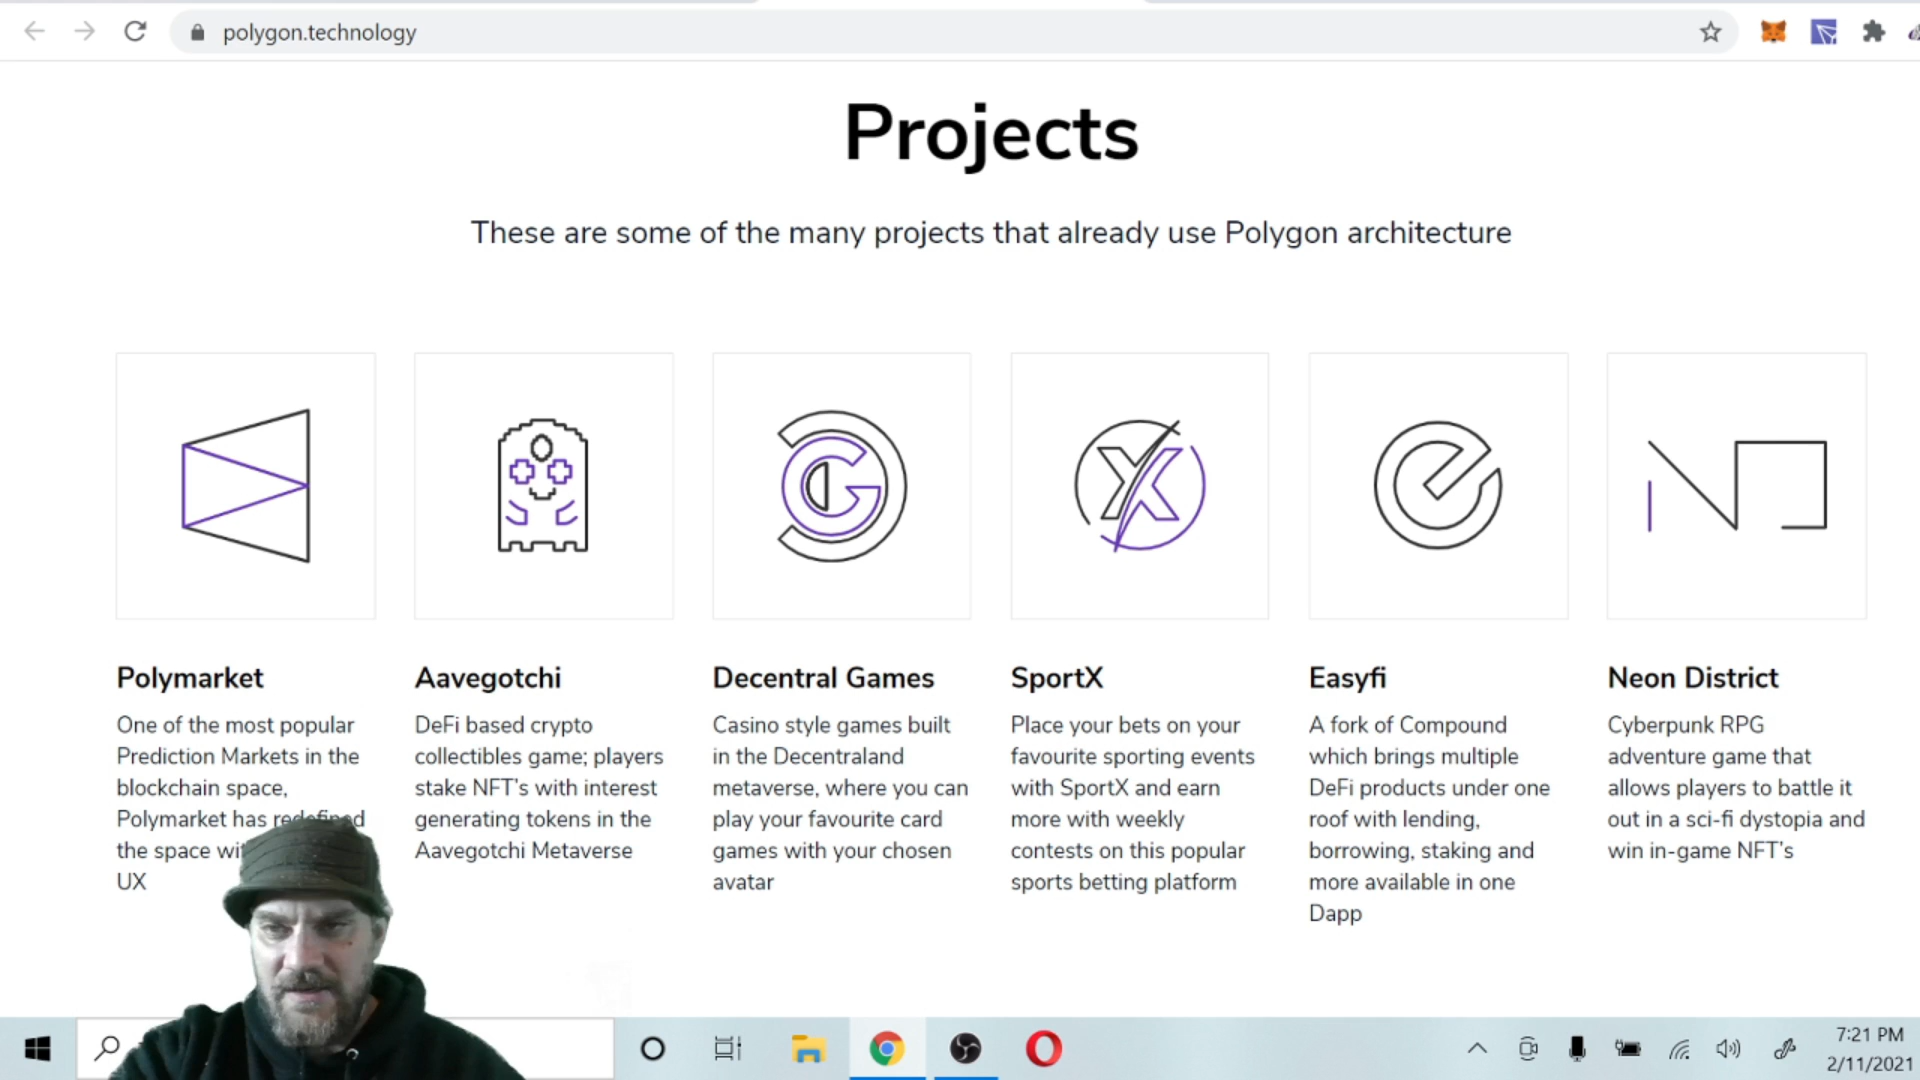 polygon.technology
Projects
These are some of the many projects that already use Polygon architecture
Polymarket
One of the most popular
Prediction Markets in the
blockchain space,
Polymarket has redefined
the space wi
UX
Aavegotchi
DeFi based crypto
collectibles game; players
stake NFT's with interest
generating tokens in the
Aavegotchi Metaverse
Decentral Games
Casino style games built
in the Decentraland
metaverse, where you can
play your favourite card
games with your chosen
avatar
SportX
Place your bets on your
favourite sporting events
with SportX and earn
more with weekly
contests on this popular
sports betting platform
Easyfi
A fork of Compound
which brings multiple
DeFi products under one
roof with lending,
borrowing, staking and
more available in one
Dapp
Neon District
Cyberpunk RPG
adventure game that
allows players to battle it
out in a sci-fi dystopia and
win in-game NFT's
7:21 PM
2/11/2021